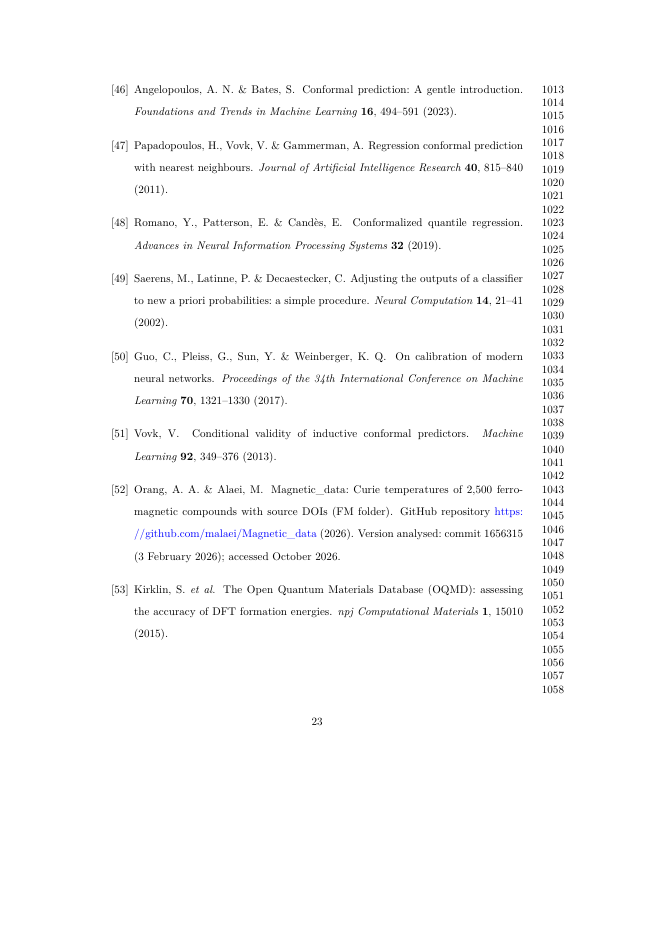 [46] Angelopoulos, A. N. & Bates, S. Conformal prediction: A gentle introduction.
Foundations and Trends in Machine Learning 16, 494–591 (2023).
[47] Papadopoulos, H., Vovk, V. & Gammerman, A. Regression conformal prediction
with nearest neighbours. Journal of Artificial Intelligence Research 40, 815–840
(2011).
[48] Romano, Y., Patterson, E. & Candès, E. Conformalized quantile regression.
Advances in Neural Information Processing Systems 32 (2019).
[49] Saerens, M., Latinne, P. & Decaestecker, C. Adjusting the outputs of a classifier
to new a priori probabilities: a simple procedure. Neural Computation 14, 21–41
(2002).
[50] Guo, C., Pleiss, G., Sun, Y. & Weinberger, K. Q. On calibration of modern
neural networks. Proceedings of the 34th International Conference on Machine
Learning 70, 1321–1330 (2017).
[51] Vovk, V. Conditional validity of inductive conformal predictors. Machine
Learning 92, 349–376 (2013).
[52] Orang, A. A. & Alaei, M. Magnetic_data: Curie temperatures of 2,500 ferro-
magnetic compounds with source DOIs (FM folder). GitHub repository https:
//github.com/malaei/Magnetic_data (2026). Version analysed: commit 1656315
(3 February 2026); accessed October 2026.
[53] Kirklin, S. et al. The Open Quantum Materials Database (OQMD): assessing
the accuracy of DFT formation energies. npj Computational Materials 1, 15010
(2015).
1013
1014
1015
1016
1017
1018
1019
1020
1021
1022
1023
1024
1025
1026
1027
1028
1029
1030
1031
1032
1033
1034
1035
1036
1037
1038
1039
1040
1041
1042
1043
1044
1045
1046
1047
1048
1049
1050
1051
1052
1053
1054
1055
1056
1057
1058
23